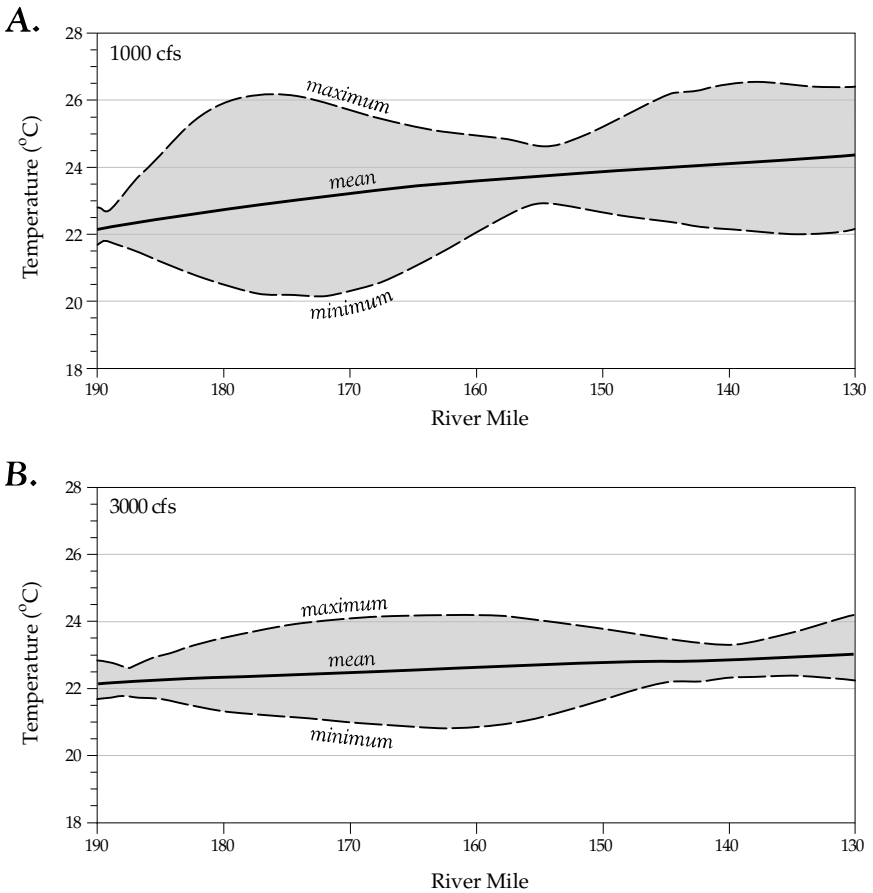 A.
1000 cfs
28
26
24
22
20
18
Temperature (°C)
maximum
mean
minimum
190 180 170 160 150 140 130
River Mile
B.
3000 cfs
28
26
24
22
20
18
Temperature (°C)
maximum
mean
minimum
190 180 170 160 150 140 130
River Mile